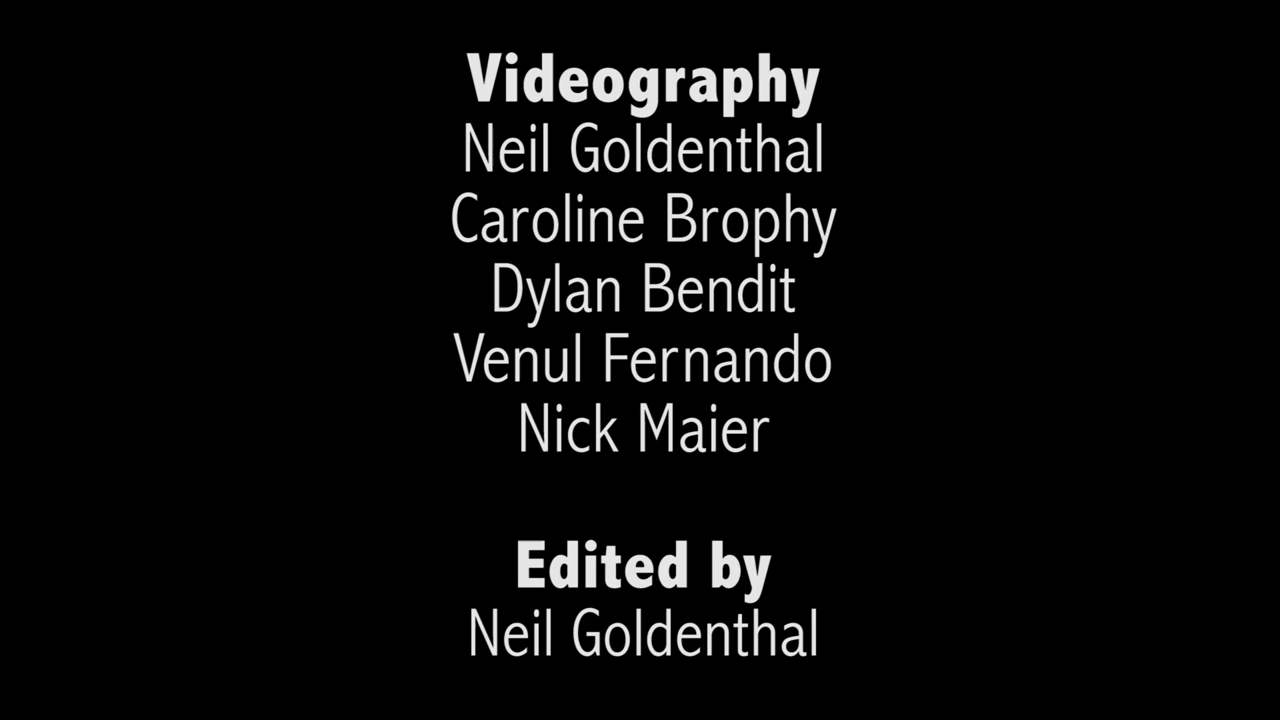 Videography
Neil Goldenthal
Caroline Brophy
Dylan Bendit
Venul Fernando
Nick Maier
Edited by
Neil Goldenthal